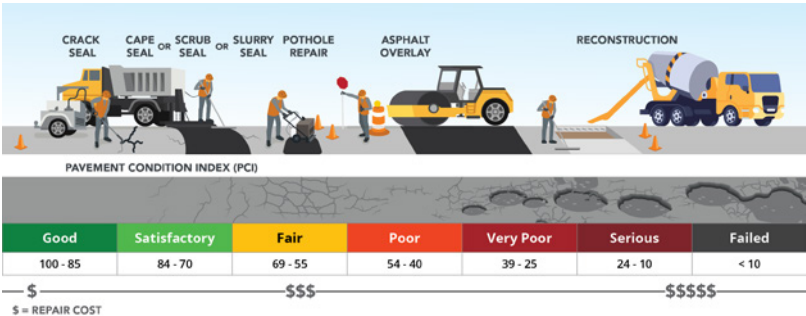 CRACK SEAL
CAPE SEAL OR SCRUB SEAL OR SLURRY SEAL
POTHOLE REPAIR
ASPHALT OVERLAY
RECONSTRUCTION
PAVEMENT CONDITION INDEX (PCI)
Good Satisfactory Fair Poor Very Poor Serious Failed
100 - 85 84 - 70 69 - 55 54 - 40 39 - 25 24 - 10 < 10
$ $$$ $$$$$
$ = REPAIR COST